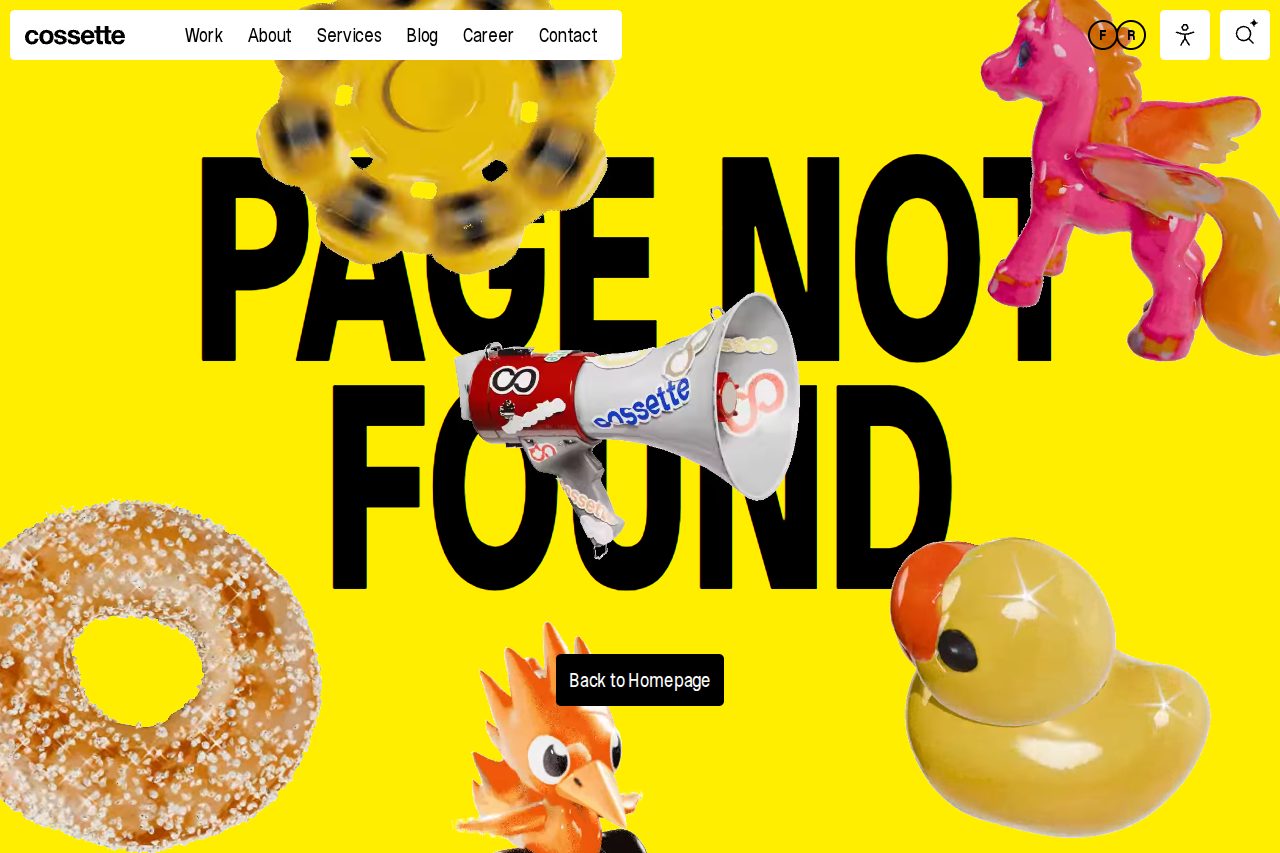 cossette Work About Services Blog Career Contact F R
PAGE NOT
FOUND
cossette
Back to Homepage